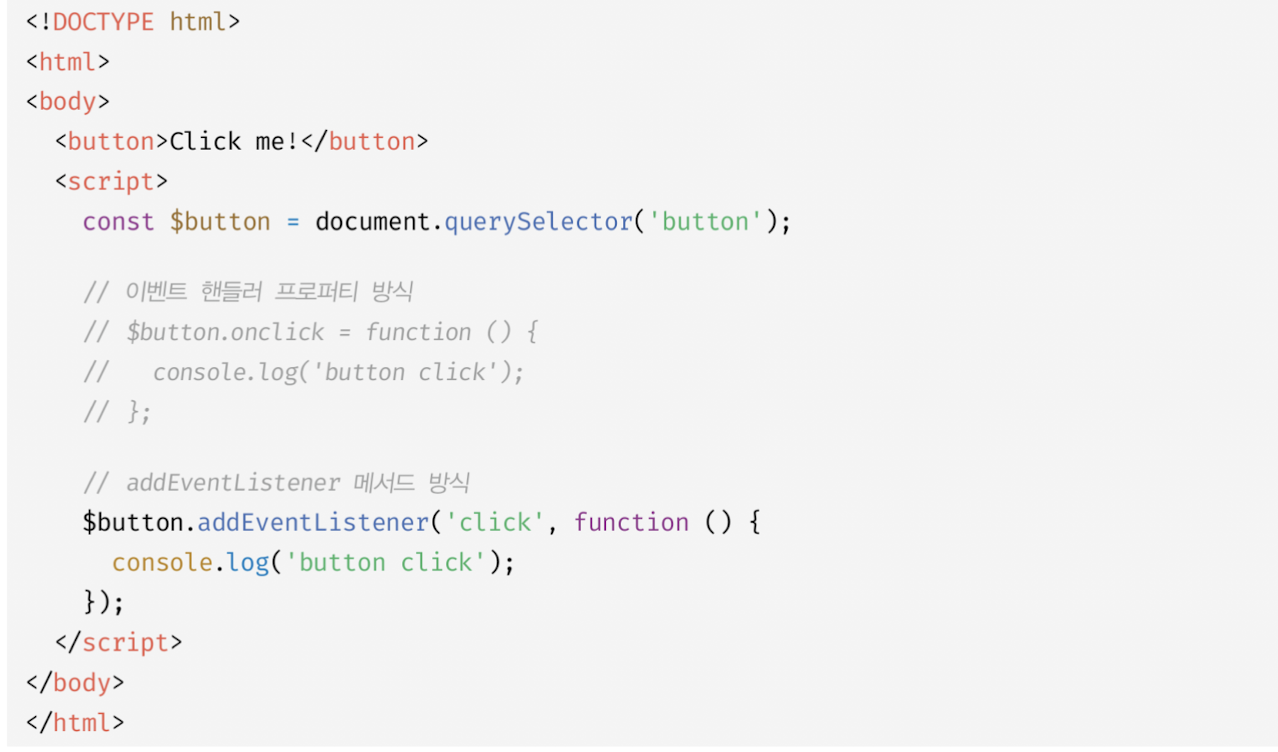 <!DOCTYPE html>
<html>
<body>
  <button>Click me!</button>
  <script>
    const $button = document.querySelector('button');

    // 이벤트 핸들러 프로퍼티 방식
    // $button.onclick = function () {
    //   console.log('button click');
    // };

    // addEventListener 메서드 방식
    $button.addEventListener('click', function () {
      console.log('button click');
    });
  </script>
</body>
</html>